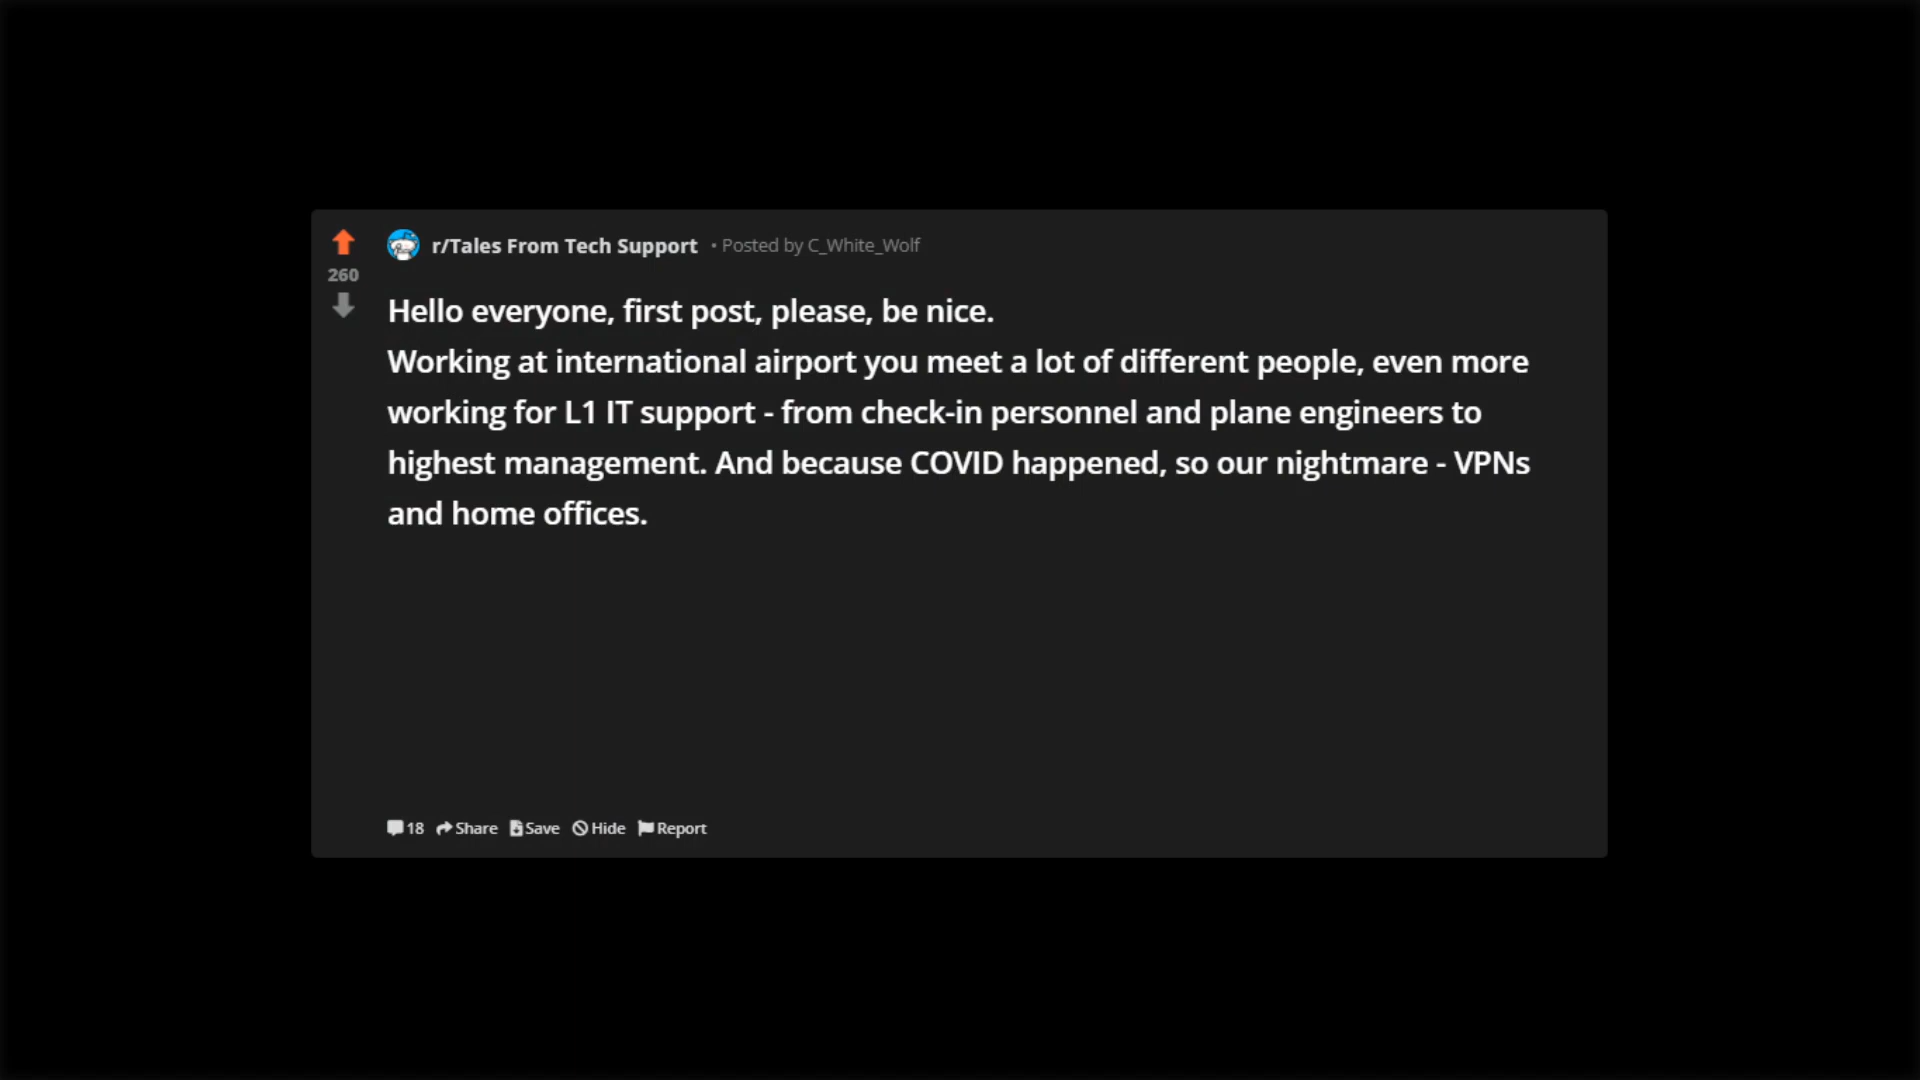 r/Tales From Tech Support • Posted by C_White_Wolf
260
Hello everyone, first post, please, be nice.
Working at international airport you meet a lot of different people, even more
working for L1 IT support - from check-in personnel and plane engineers to
highest management. And because COVID happened, so our nightmare - VPNs
and home offices.
18 Share Save Hide Report